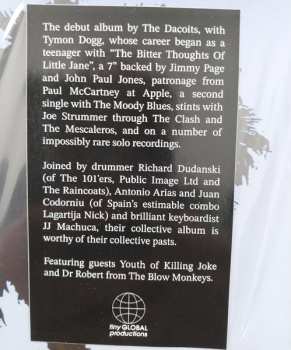 The debut album by The Dacoits, with
Tymon Dogg, whose career began as a
teenager with "The Bitter Thoughts Of
Little Jane", a 7" backed by Jimmy Page
and John Paul Jones, patronage from
Paul McCartney at Apple, a second
single with The Moody Blues, stints with
Joe Strummer through The Clash and
The Mescaleros, and on a number of
impossibly rare solo recordings.
Joined by drummer Richard Dudanski
(of The 101'ers, Public Image Ltd and
The Raincoats), Antonio Arias and Juan
Codorniu (of Spain's estimable combo
Lagartija Nick) and brilliant keyboardist
JJ Machuca, their collective album is
worthy of their collective pasts.
Featuring guests Youth of Killing Joke
and Dr Robert from The Blow Monkeys.
tiny GLOBAL
productions